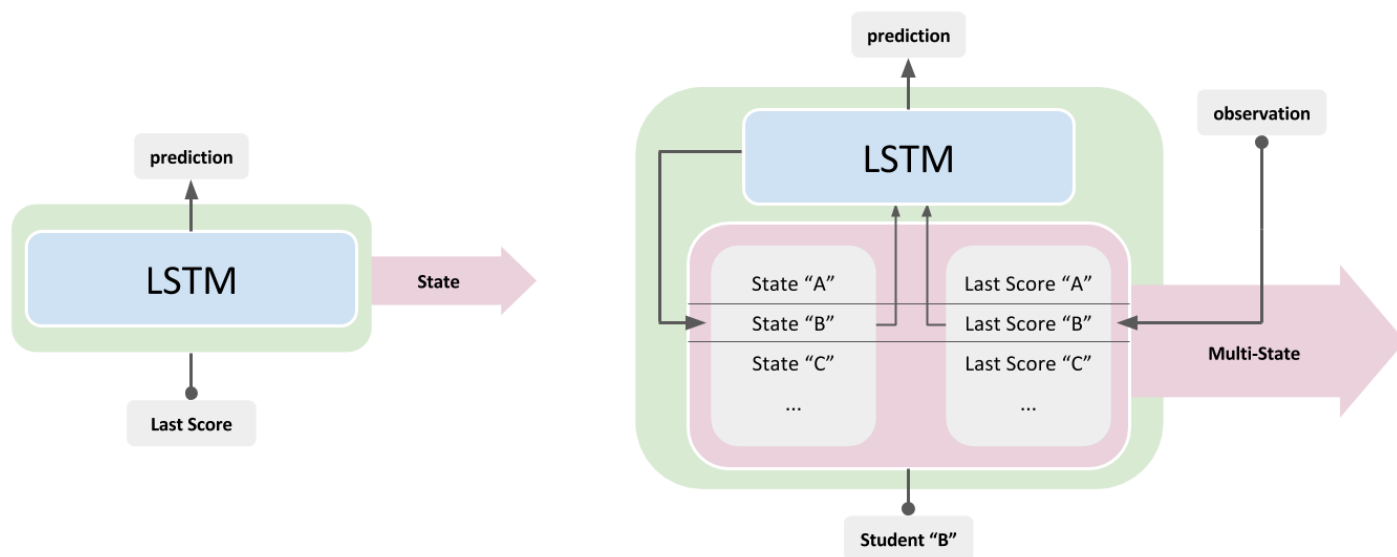 prediction
LSTM
State
Last Score
prediction
observation
LSTM
State “A”
Last Score “A”
State “B”
Last Score “B”
State “C”
Last Score “C”
...
...
Multi-State
Student “B”